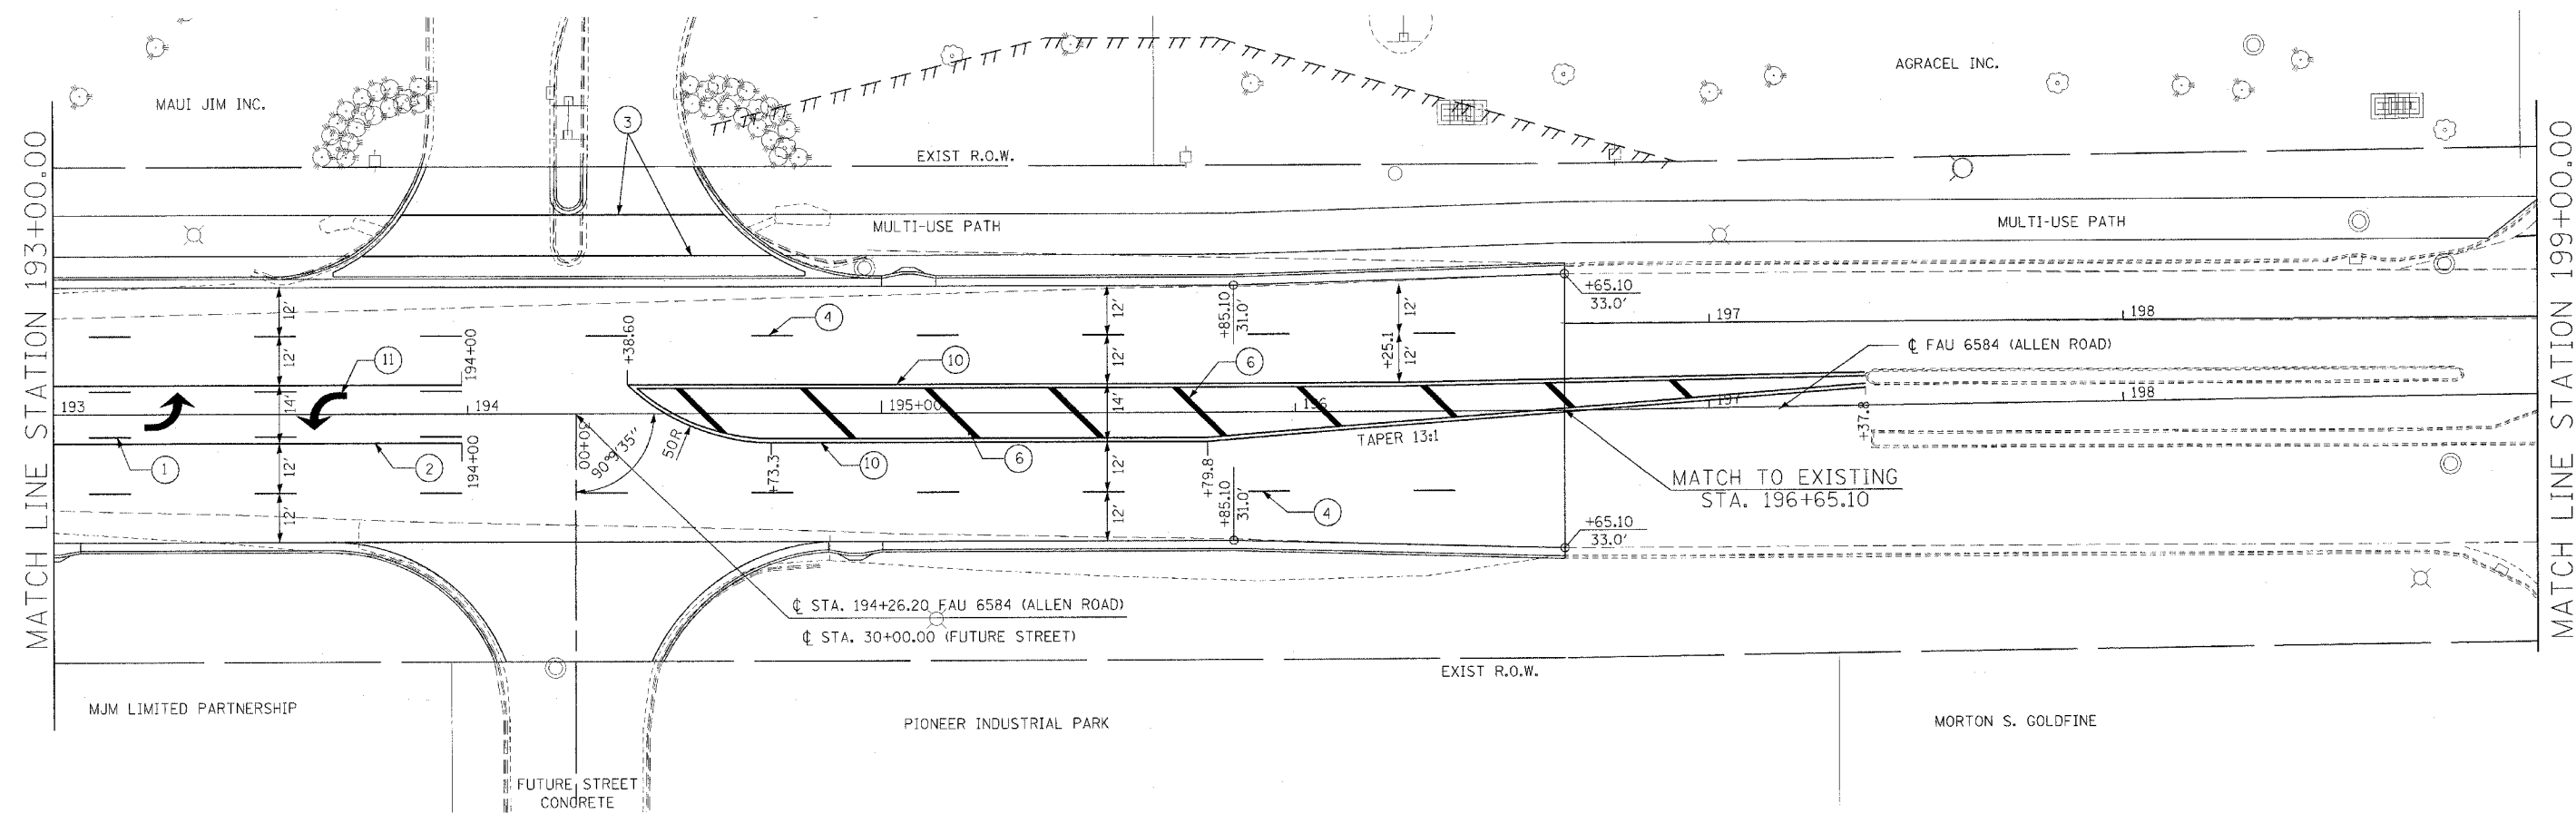 MATCH LINE STATION 193+00.00
MAUI JIM INC.
3
EXIST R.O.W.
AGRACEL INC.
MULTI-USE PATH
MULTI-USE PATH
MATCH LINE STATION 199+00.00
12'
12'
14'
12'
12'
11
194+00
+38.60
4
10
12'
12'
14'
12'
12'
+85.10
31.0'
6
+25.1
12'
12'
+65.10
33.0'
197
198
℄ FAU 6584 (ALLEN ROAD)
193
194
195+00
196
197
198
1
2
194+00
30+00
90°9'35"
50R
+73.3
10
6
+79.8
+85.10
31.0'
TAPER 13:1
4
+37.8
MATCH TO EXISTING
STA. 196+65.10
+65.10
33.0'
℄ STA. 194+26.20 FAU 6584 (ALLEN ROAD)
℄ STA. 30+00.00 (FUTURE STREET)
EXIST R.O.W.
MJM LIMITED PARTNERSHIP
PIONEER INDUSTRIAL PARK
MORTON S. GOLDFINE
FUTURE STREET
CONCRETE